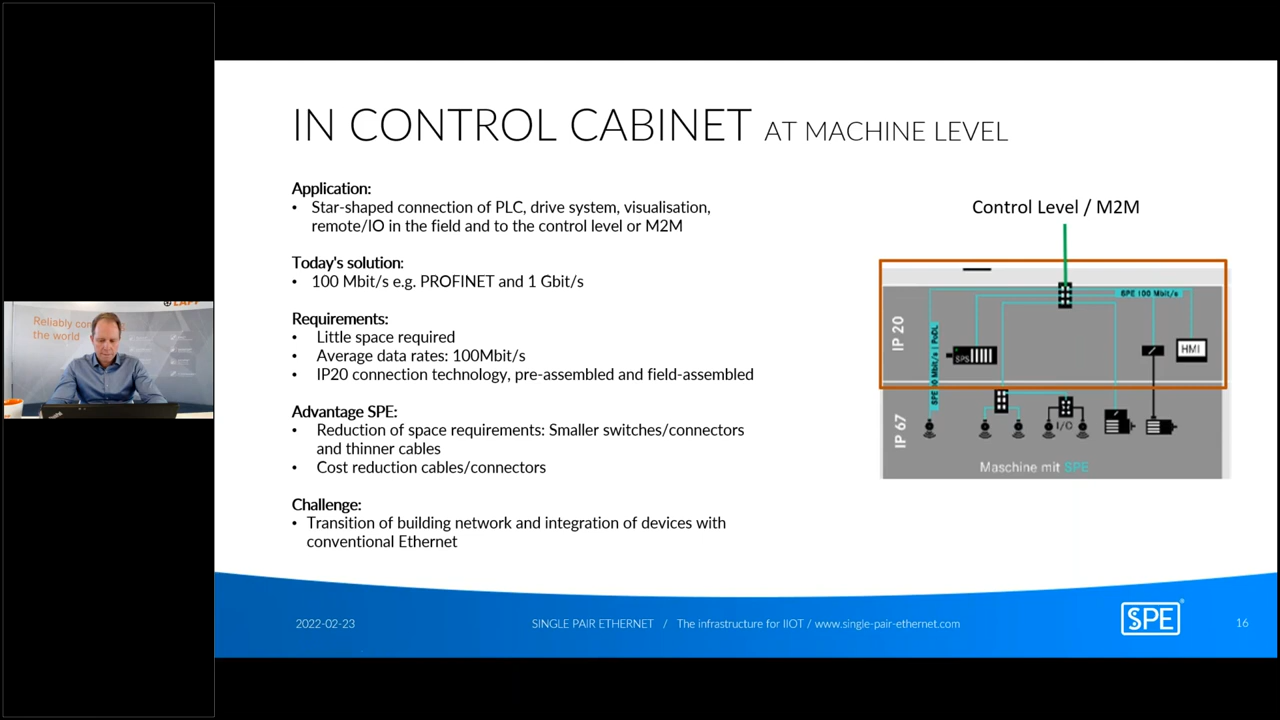 IN CONTROL CABINET AT MACHINE LEVEL
Application:
• Star-shaped connection of PLC, drive system, visualisation,
remote/IO in the field and to the control level or M2M
Today's solution:
• 100 Mbit/s e.g. PROFINET and 1 Gbit/s
Requirements:
• Little space required
• Average data rates: 100Mbit/s
• IP20 connection technology, pre-assembled and field-assembled
Advantage SPE:
• Reduction of space requirements: Smaller switches/connectors
and thinner cables
• Cost reduction cables/connectors
Challenge:
• Transition of building network and integration of devices with
conventional Ethernet
Control Level / M2M
SPE 100 Mbit/s
IP 20
SPS
HMI
IP 67
I/O
Maschine mit SPE
LAPP
Reliably
the world
2022-02-23
SINGLE PAIR ETHERNET / The infrastructure for IIOT / www.single-pair-ethernet.com
SPE®
16